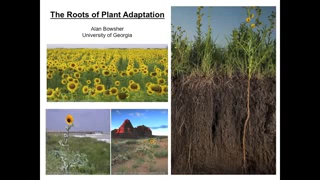 The Roots of Plant Adaptation
Alan Bowsher
University of Georgia